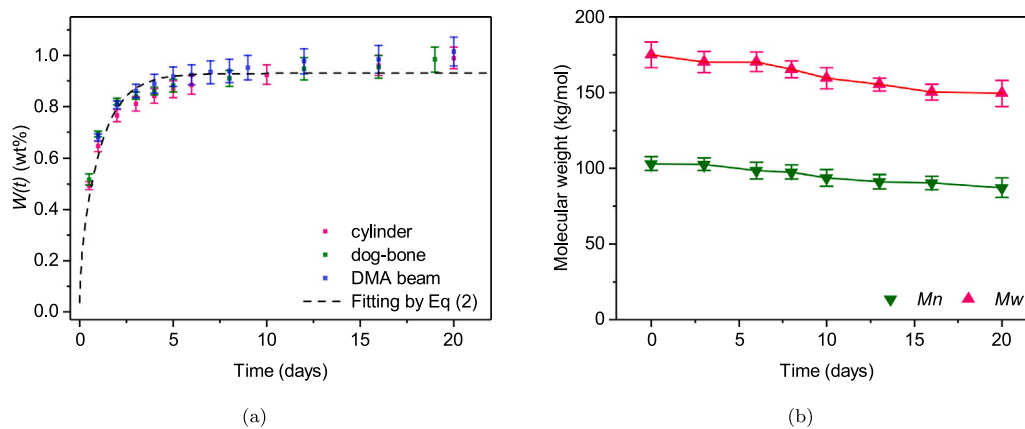 W(t) (wt%)
1.0
0.8
0.6
0.4
0.2
0.0
cylinder
dog-bone
DMA beam
Fitting by Eq (2)
0 5 10 15 20
Time (days)
(a)
Molecular weight (kg/mol)
200
150
100
50
0
Mn Mw
0 5 10 15 20
Time (days)
(b)